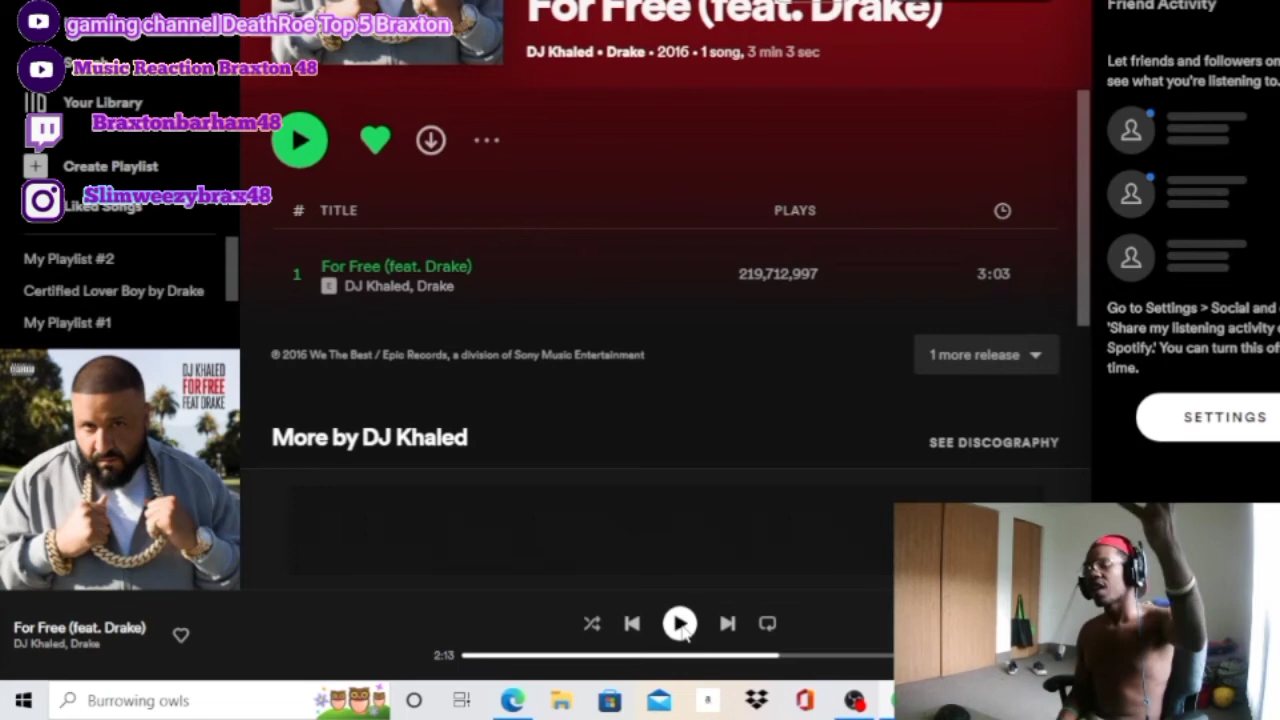 gaming channel DeathRoe Top 5 Braxton
Music Reaction Braxton 48
Your Library
Braxtonbarham48
Create Playlist
Slimweezybrax48
Liked Songs
My Playlist #2
Certified Lover Boy by Drake
My Playlist #1
For Free (feat. Drake)
DJ Khaled • Drake • 2016 • 1 song, 3 min 3 sec
# TITLE PLAYS
1 For Free (feat. Drake) 219,712,997 3:03
E DJ Khaled, Drake
℗ 2016 We The Best / Epic Records, a division of Sony Music Entertainment
1 more release
More by DJ Khaled
SEE DISCOGRAPHY
Friend Activity
Let friends and followers on
see what you're listening to.
Go to Settings > Social and
'Share my listening activity o
Spotify.' You can turn this of
time.
SETTINGS
DJ KHALED
FOR FREE
FEAT DRAKE
For Free (feat. Drake)
DJ Khaled, Drake
2:13
Burrowing owls